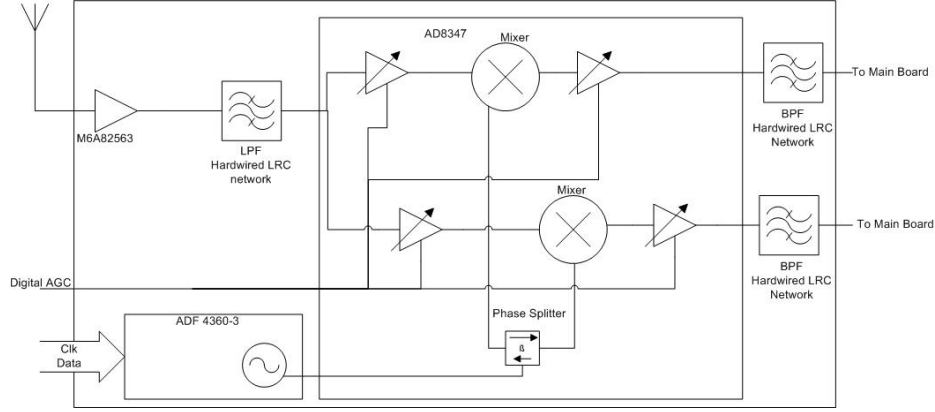 AD8347
Mixer
To Main Board
M6A82563
LPF
Hardwired LRC
network
BPF
Hardwired LRC
Network
Mixer
To Main Board
BPF
Hardwired LRC
Network
Digital AGC
Phase Splitter
ß
ADF 4360-3
Clk
Data